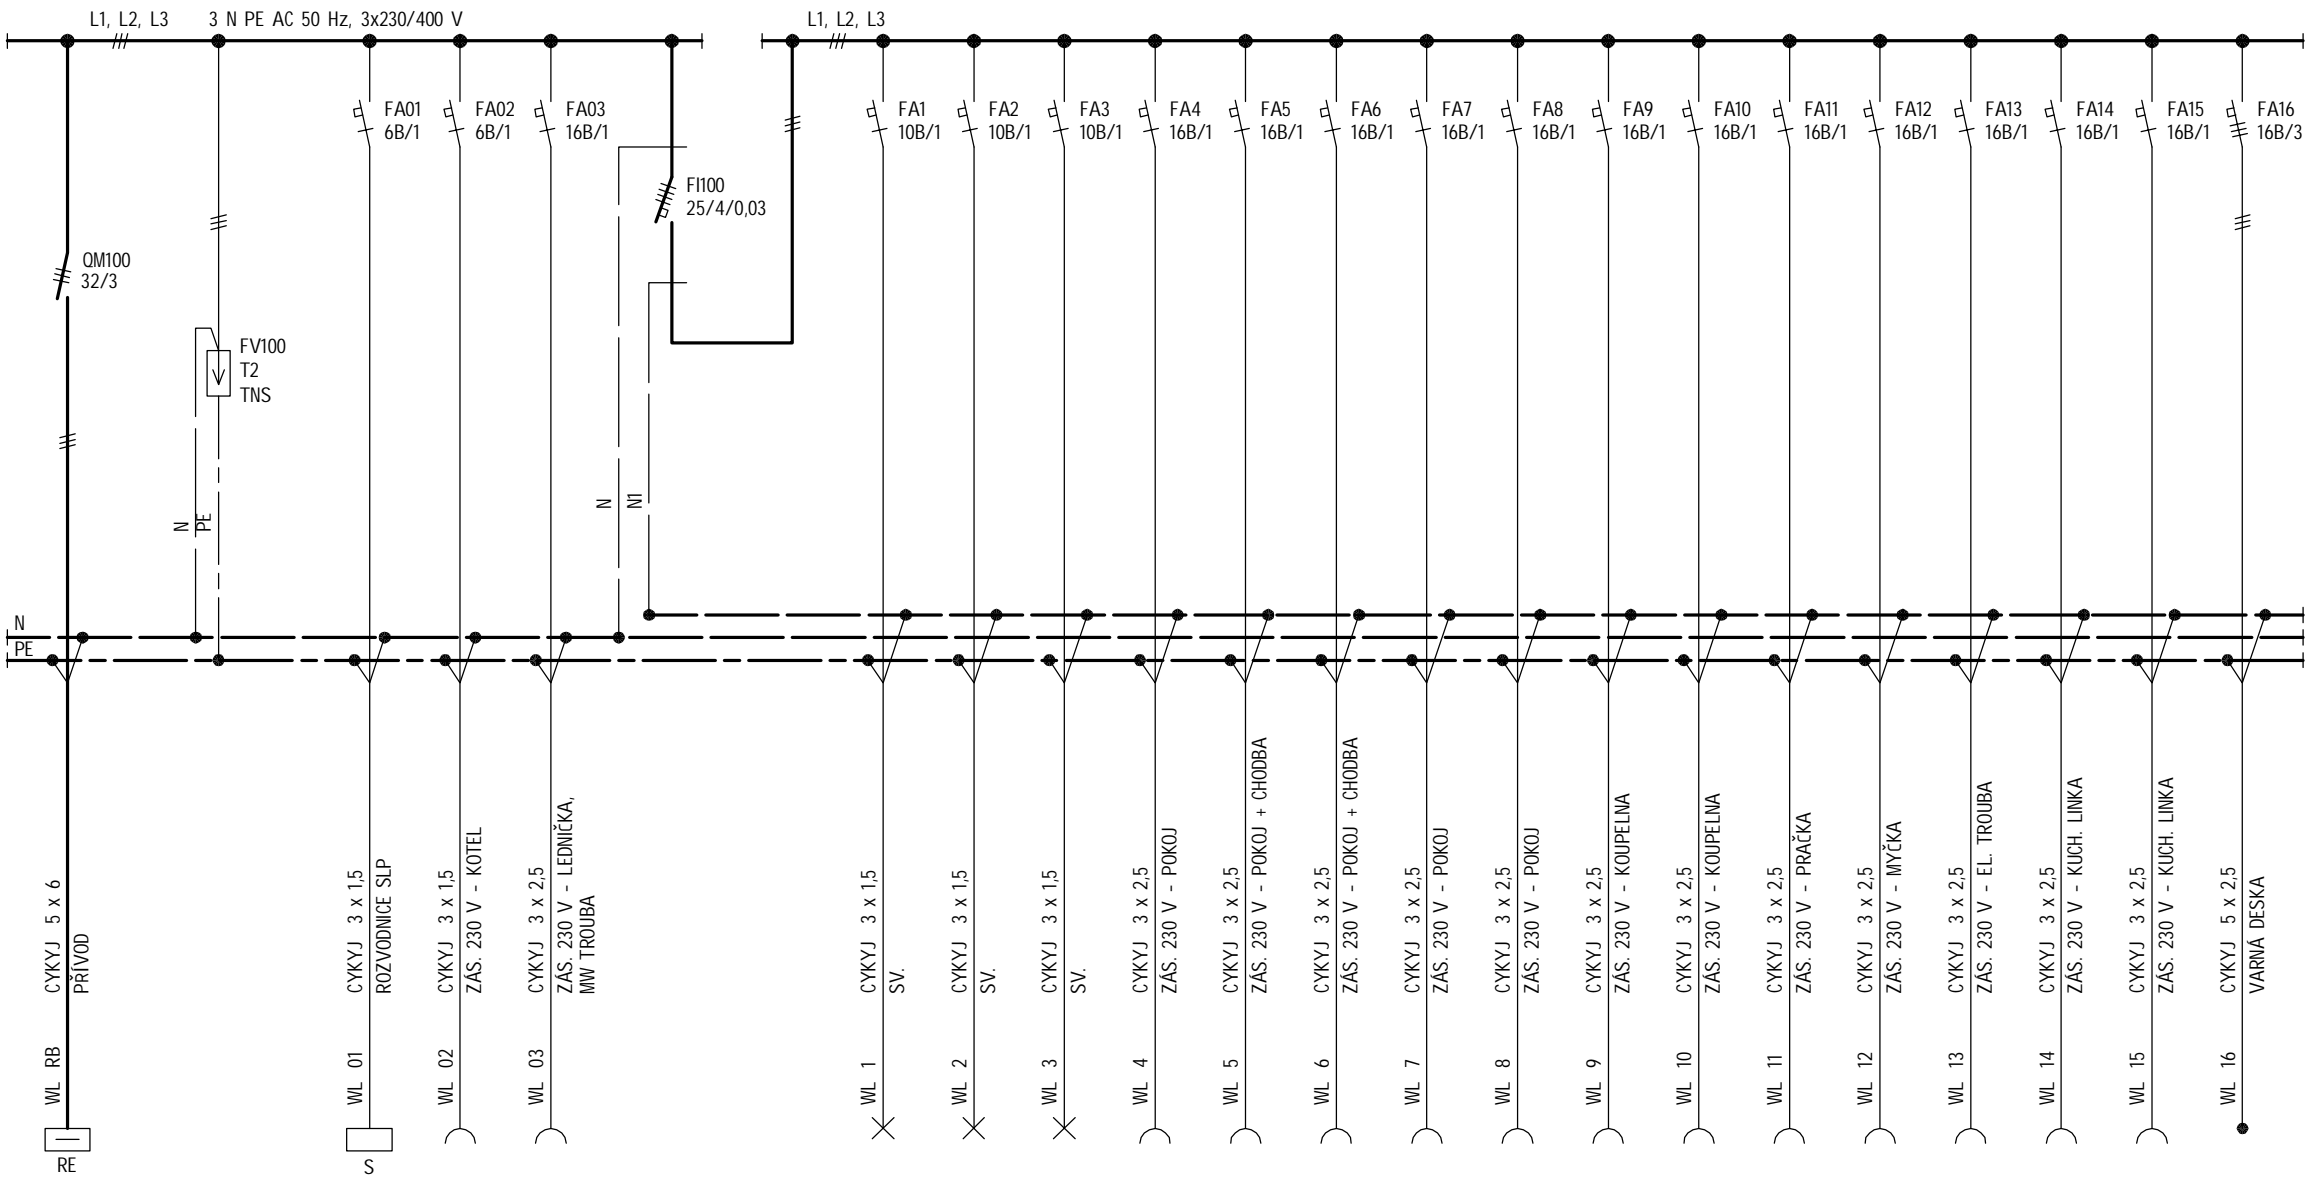 L1, L2, L3 3 N PE AC 50 Hz, 3x230/400 V
L1, L2, L3
FA01
6B/1
FA02
6B/1
FA03
16B/1
FA1
10B/1
FA2
10B/1
FA3
10B/1
FA4
16B/1
FA5
16B/1
FA6
16B/1
FA7
16B/1
FA8
16B/1
FA9
16B/1
FA10
16B/1
FA11
16B/1
FA12
16B/1
FA13
16B/1
FA14
16B/1
FA15
16B/1
FA16
16B/3
FI100
25/4/0,03
QM100
32/3
FV100
T2
TNS
N
PE
N
N1
N
PE
WL RB CYKYJ 5 x 6
PŘÍVOD
WL 01 CYKYJ 3 x 1,5
ROZVODNICE SLP
WL 02 CYKYJ 3 x 1,5
ZÁS. 230 V - KOTEL
WL 03 CYKYJ 3 x 2,5
ZÁS. 230 V - LEDNIČKA,
MW TROUBA
WL 1 CYKYJ 3 x 1,5
SV.
WL 2 CYKYJ 3 x 1,5
SV.
WL 3 CYKYJ 3 x 1,5
SV.
WL 4 CYKYJ 3 x 2,5
ZÁS. 230 V - POKOJ
WL 5 CYKYJ 3 x 2,5
ZÁS. 230 V - POKOJ + CHODBA
WL 6 CYKYJ 3 x 2,5
ZÁS. 230 V - POKOJ + CHODBA
WL 7 CYKYJ 3 x 2,5
ZÁS. 230 V - POKOJ
WL 8 CYKYJ 3 x 2,5
ZÁS. 230 V - POKOJ
WL 9 CYKYJ 3 x 2,5
ZÁS. 230 V - KOUPELNA
WL 10 CYKYJ 3 x 2,5
ZÁS. 230 V - KOUPELNA
WL 11 CYKYJ 3 x 2,5
ZÁS. 230 V - PRAČKA
WL 12 CYKYJ 3 x 2,5
ZÁS. 230 V - MYČKA
WL 13 CYKYJ 3 x 2,5
ZÁS. 230 V - EL. TROUBA
WL 14 CYKYJ 3 x 2,5
ZÁS. 230 V - KUCH. LINKA
WL 15 CYKYJ 3 x 2,5
ZÁS. 230 V - KUCH. LINKA
WL 16 CYKYJ 5 x 2,5
VARNÁ DESKA
RE
S